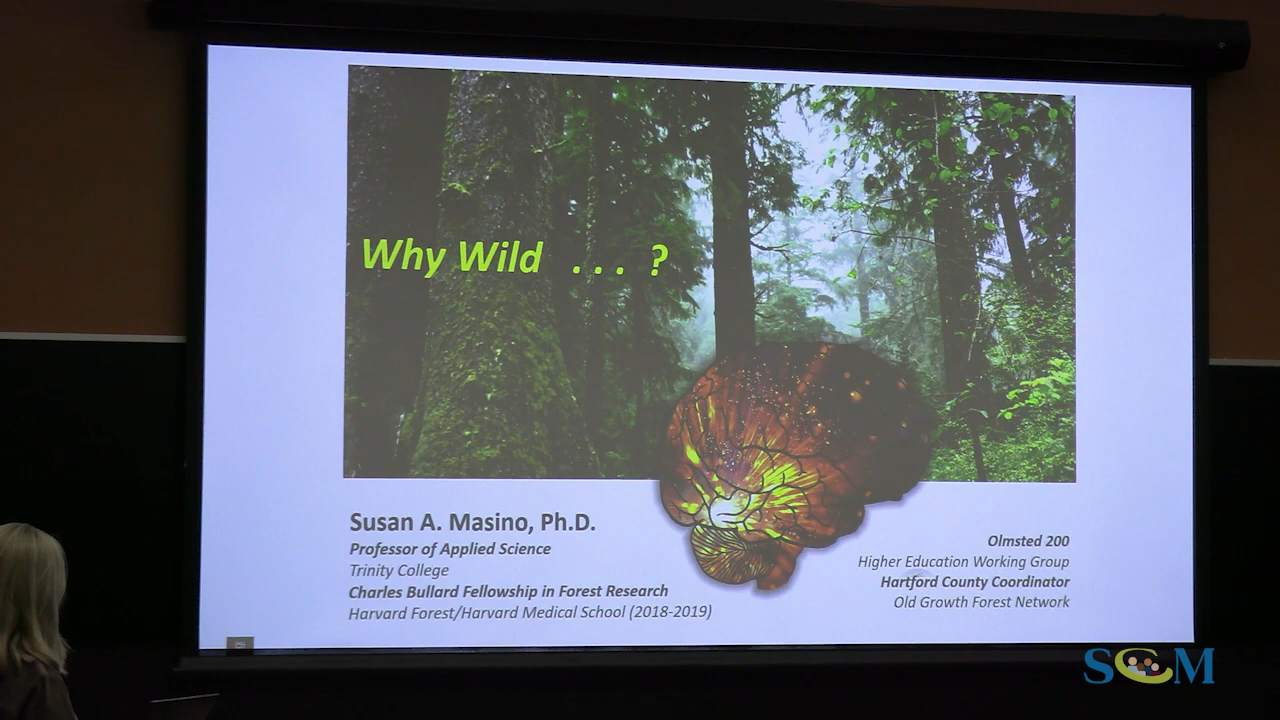 Why Wild . . . ?
Susan A. Masino, Ph.D.
Professor of Applied Science
Trinity College
Charles Bullard Fellowship in Forest Research
Harvard Forest/Harvard Medical School (2018-2019)
Olmsted 200
Higher Education Working Group
Hartford County Coordinator
Old Growth Forest Network
SCM